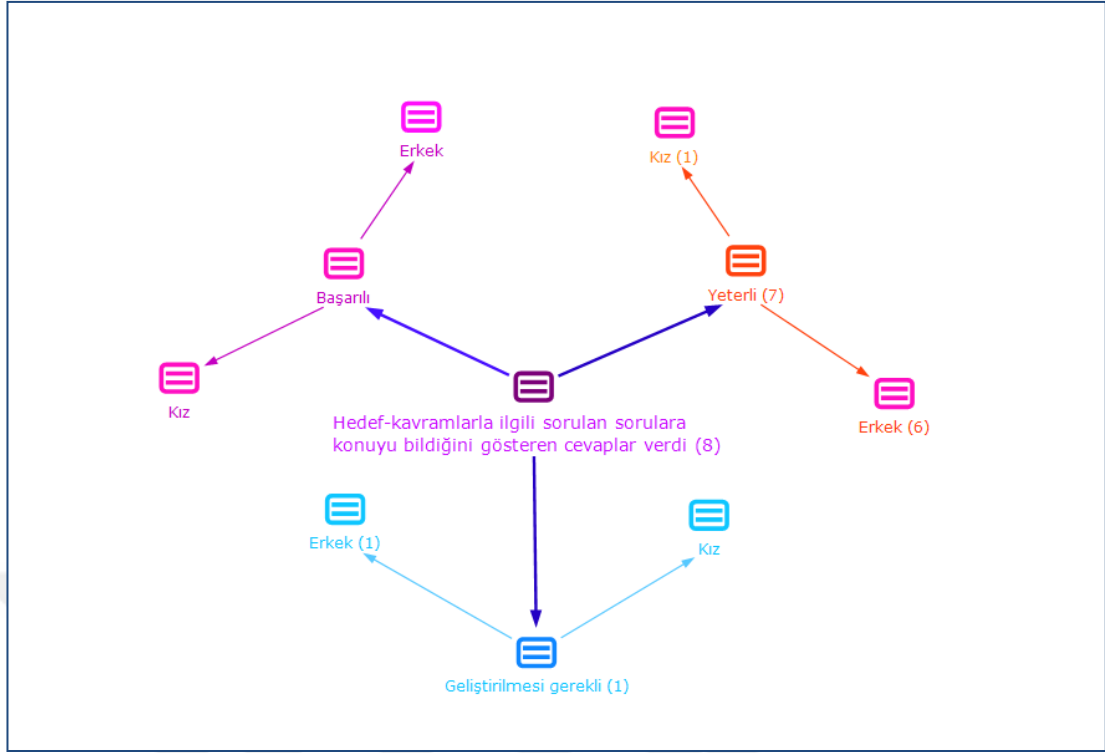 Erkek
Kız (1)
Başarılı
Yeterli (7)
Kız
Erkek (6)
Hedef-kavramlarla ilgili sorulan sorulara
konuyu bildiğini gösteren cevaplar verdi (8)
Erkek (1)
Kız
Geliştirilmesi gerekli (1)